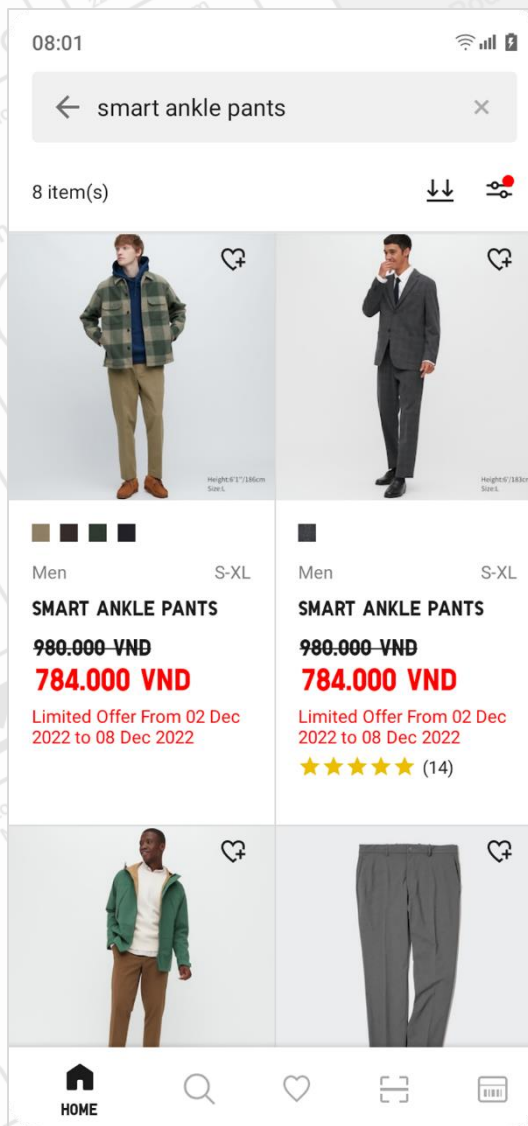 08:01
smart ankle pants
8 item(s)
Height:6'1"/186cm
Size:L
Height:6'/183cm
Size:L
Men S-XL
Men S-XL
SMART ANKLE PANTS
SMART ANKLE PANTS
980.000 VND
980.000 VND
784.000 VND
784.000 VND
Limited Offer From 02 Dec
2022 to 08 Dec 2022
Limited Offer From 02 Dec
2022 to 08 Dec 2022
(14)
HOME